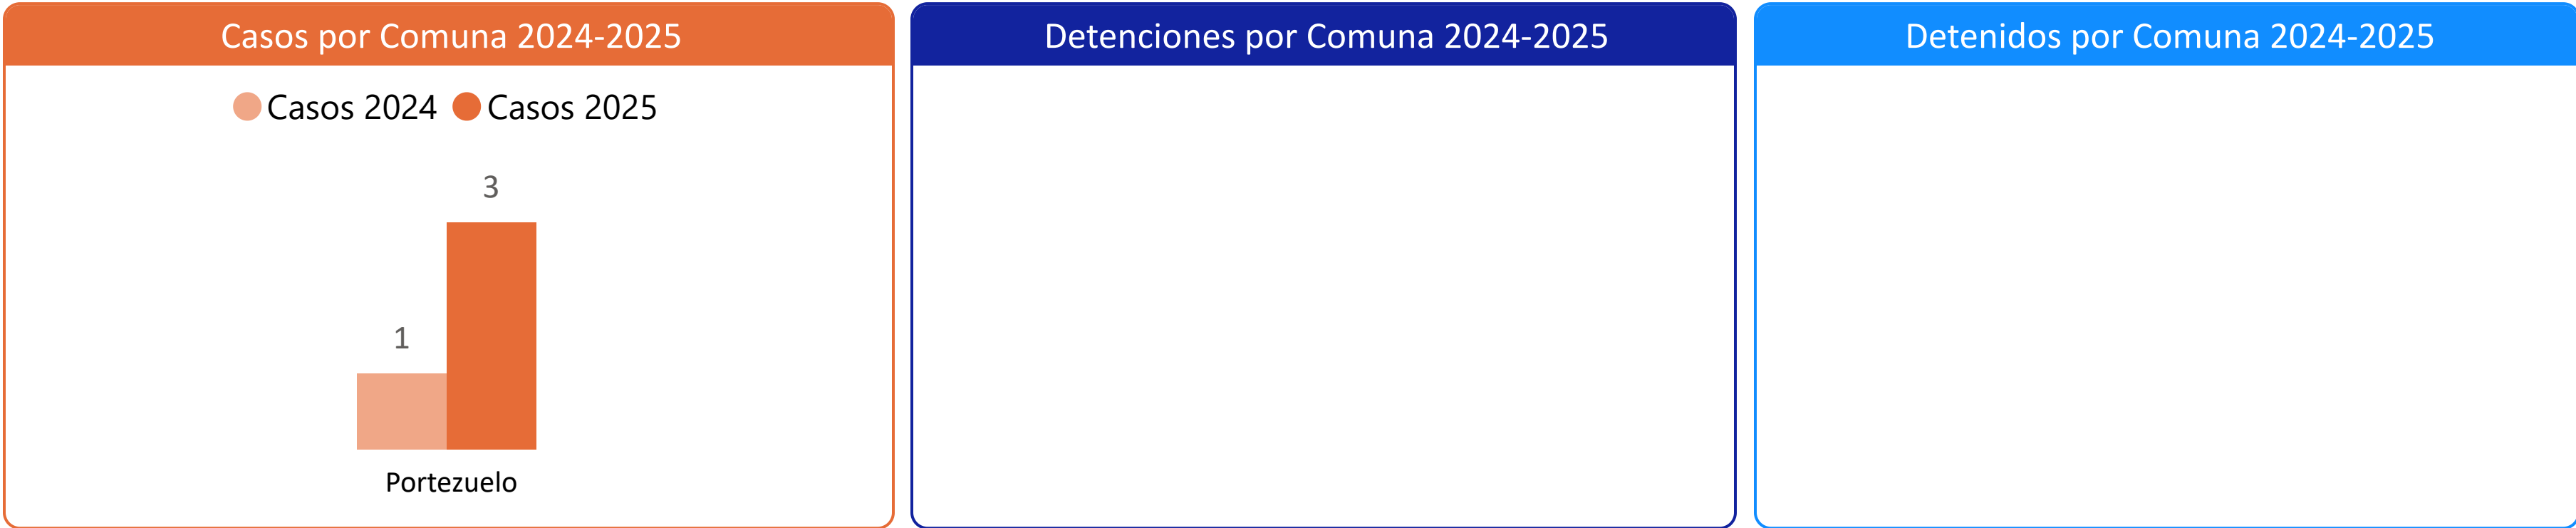 Casos por Comuna 2024-2025
Casos 2024 Casos 2025
3
1
Portezuelo
Detenciones por Comuna 2024-2025
Detenidos por Comuna 2024-2025